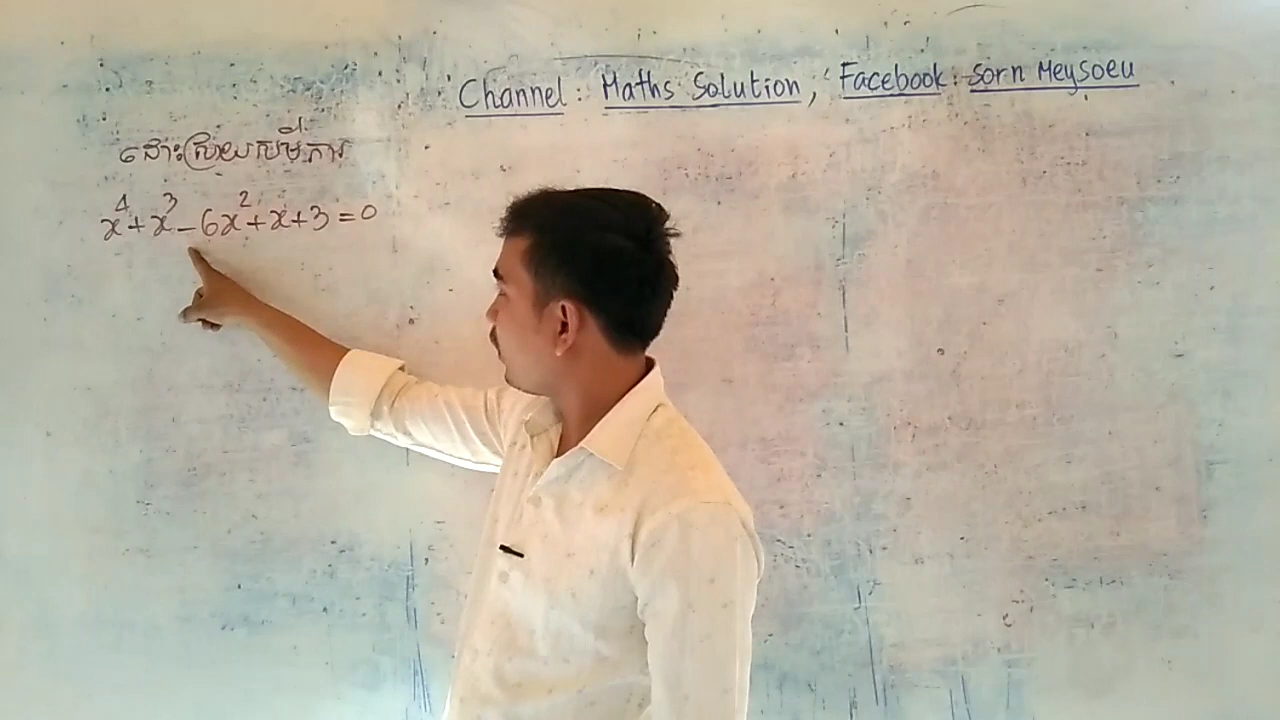 Channel: Maths Solution, Facebook: Sorn Meysoeu
ដោះស្រាយសមីការ
x⁴+x³-6x²+x+3=0